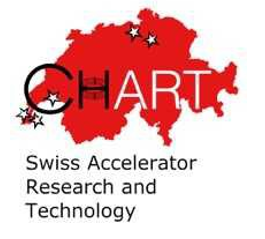 CHART
Swiss Accelerator
Research and
Technology